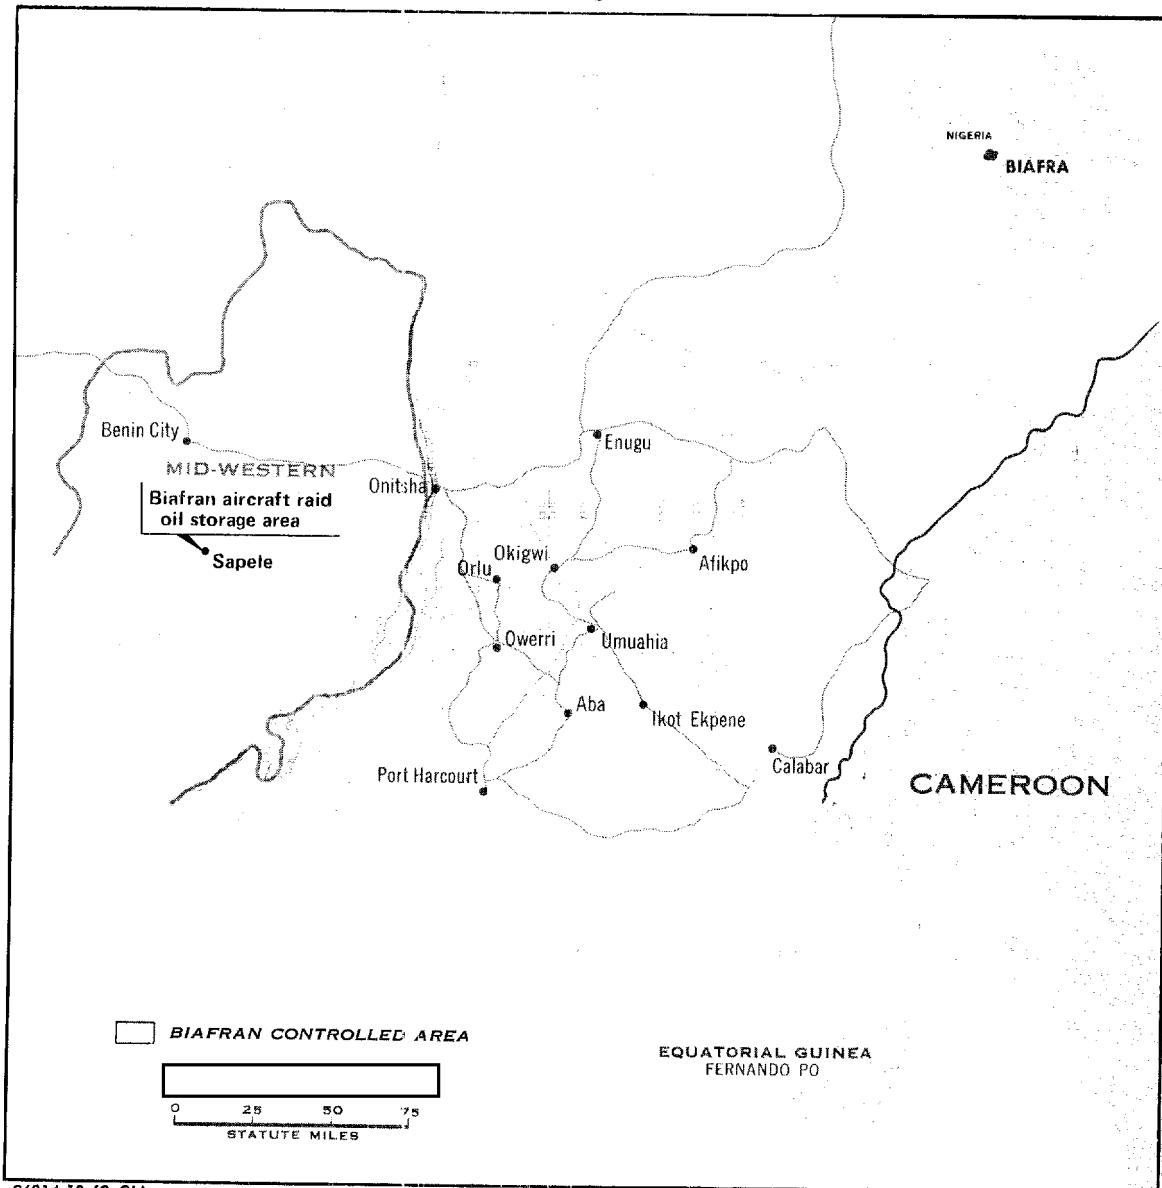 NIGERIA
BIAFRA
Benin City
Enugu
MID-WESTERN
Onitsha
Biafran aircraft raid
oil storage area
Sapele
Okigwi
Afikpo
Orlu
Owerri
Umuahia
Aba
Ikot Ekpene
Calabar
Port Harcourt
CAMEROON
BIAFRAN CONTROLLED AREA
EQUATORIAL GUINEA
FERNANDO PO
0 25 50 75
STATUTE MILES